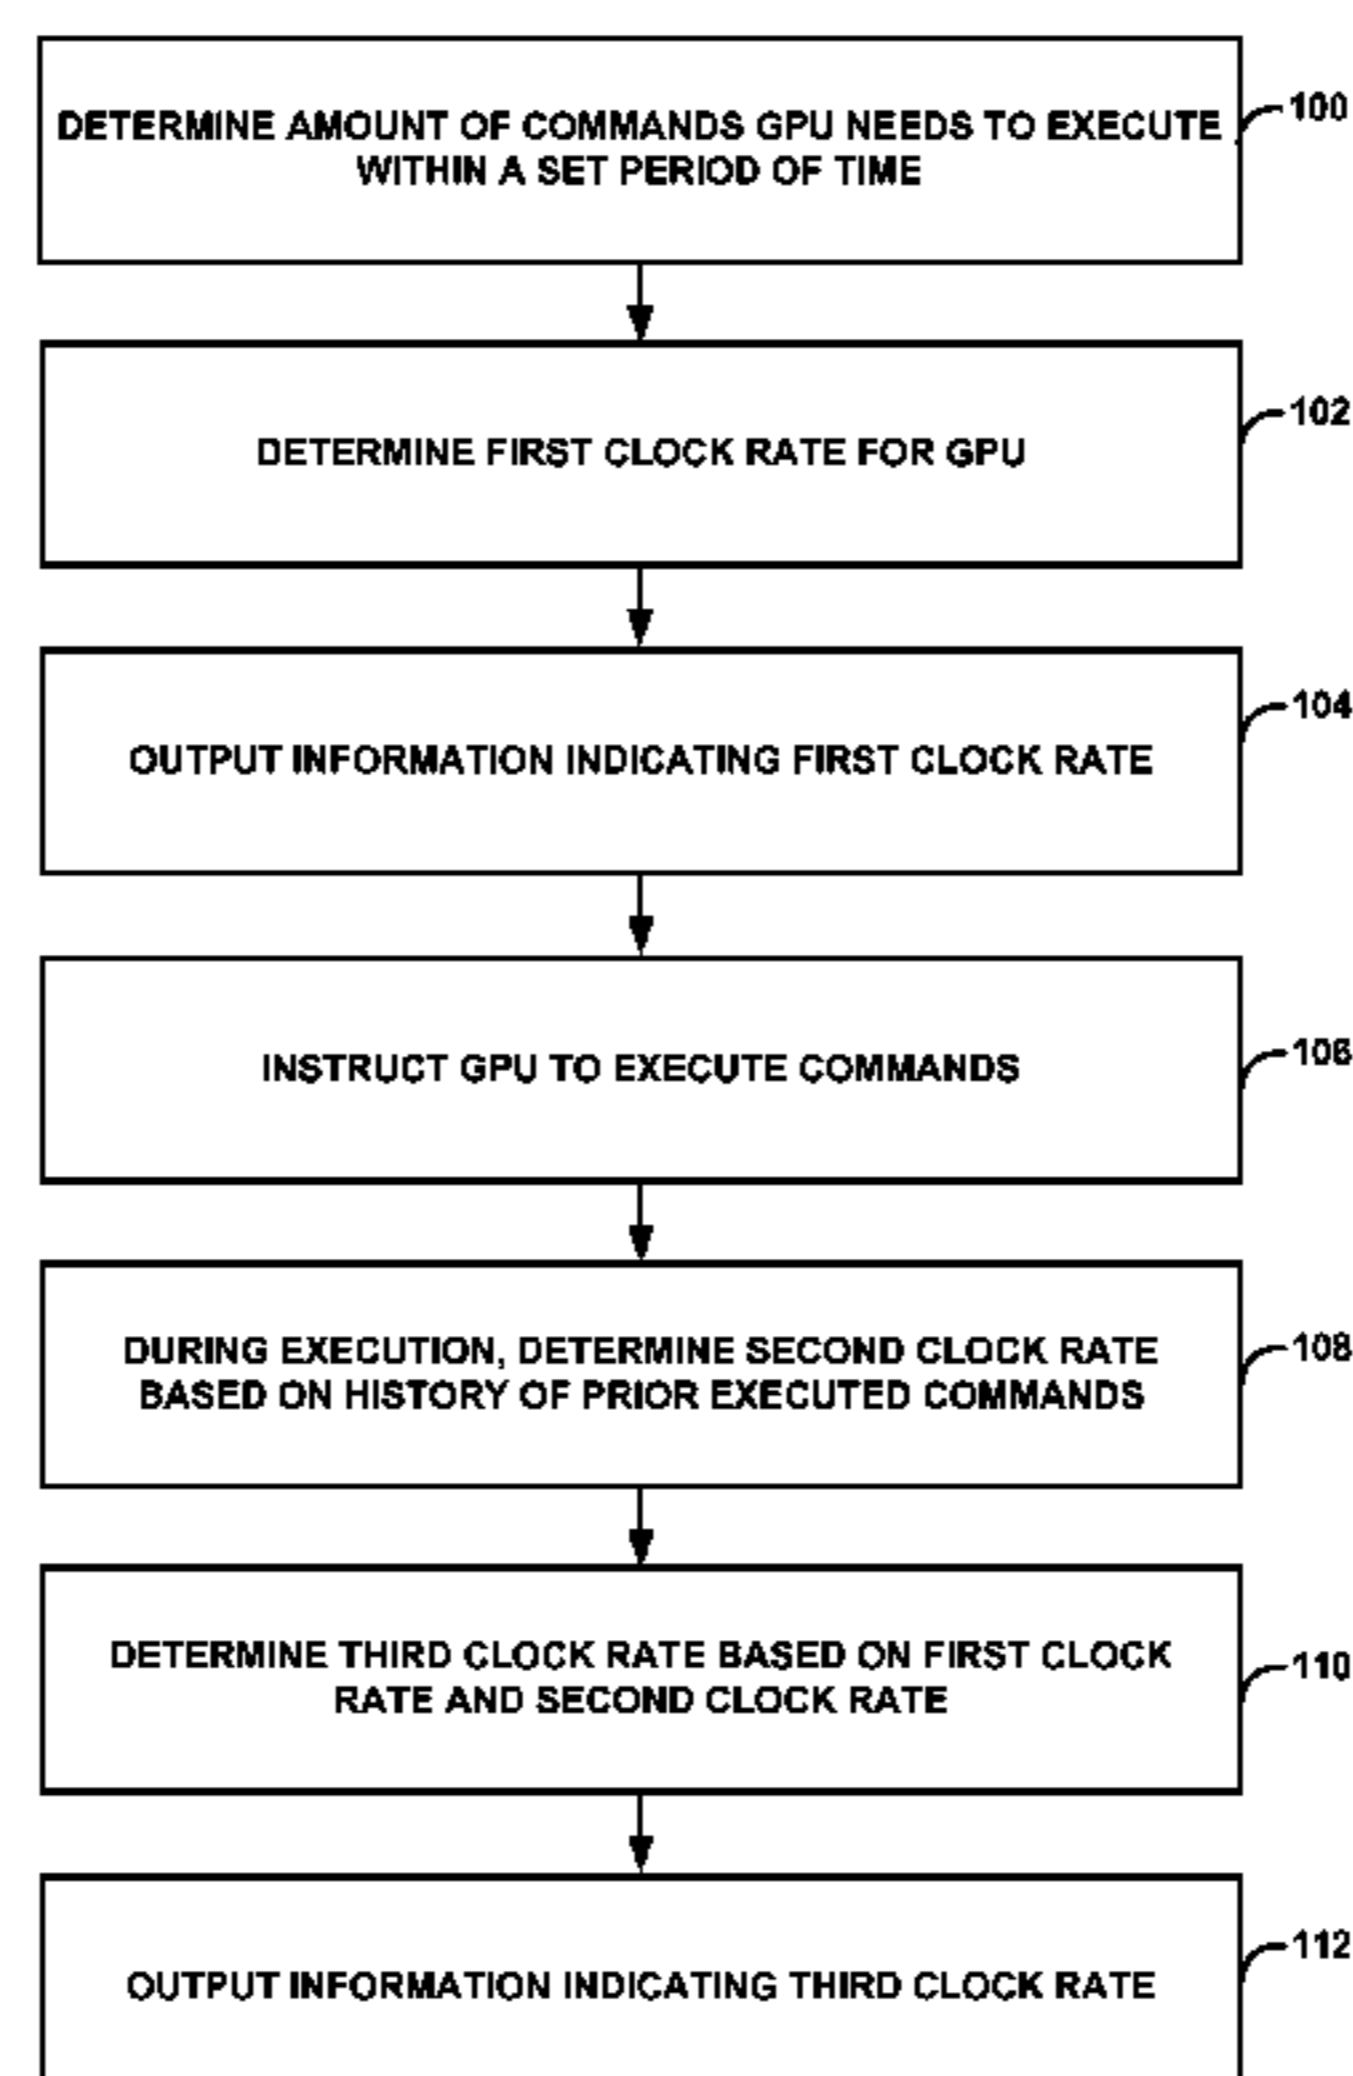 DETERMINE AMOUNT OF COMMANDS GPU NEEDS TO EXECUTE
WITHIN A SET PERIOD OF TIME
100
DETERMINE FIRST CLOCK RATE FOR GPU
102
OUTPUT INFORMATION INDICATING FIRST CLOCK RATE
104
INSTRUCT GPU TO EXECUTE COMMANDS
106
DURING EXECUTION, DETERMINE SECOND CLOCK RATE
BASED ON HISTORY OF PRIOR EXECUTED COMMANDS
108
DETERMINE THIRD CLOCK RATE BASED ON FIRST CLOCK
RATE AND SECOND CLOCK RATE
110
OUTPUT INFORMATION INDICATING THIRD CLOCK RATE
112